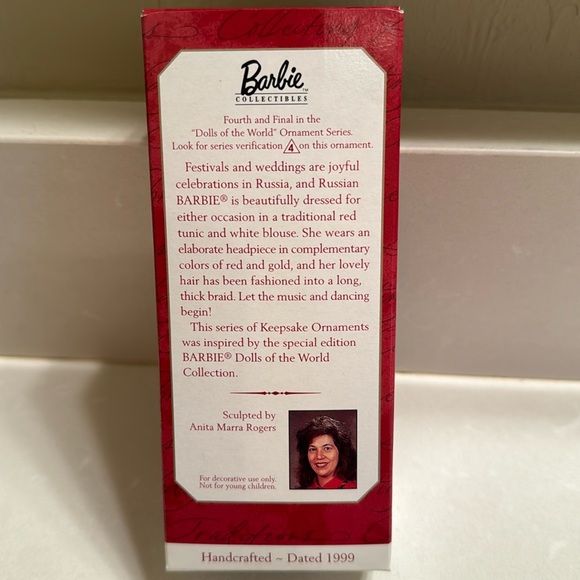 Collecting
Barbie™
COLLECTIBLES
Fourth and Final in the
"Dolls of the World" Ornament Series.
Look for series verification 4 on this ornament.
Festivals and weddings are joyful
celebrations in Russia, and Russian
BARBIE® is beautifully dressed for
either occasion in a traditional red
tunic and white blouse. She wears an
elaborate headpiece in complementary
colors of red and gold, and her lovely
hair has been fashioned into a long,
thick braid. Let the music and dancing
begin!
This series of Keepsake Ornaments
was inspired by the special edition
BARBIE® Dolls of the World
Collection.
Sculpted by
Anita Marra Rogers
For decorative use only.
Not for young children.
Handcrafted – Dated 1999